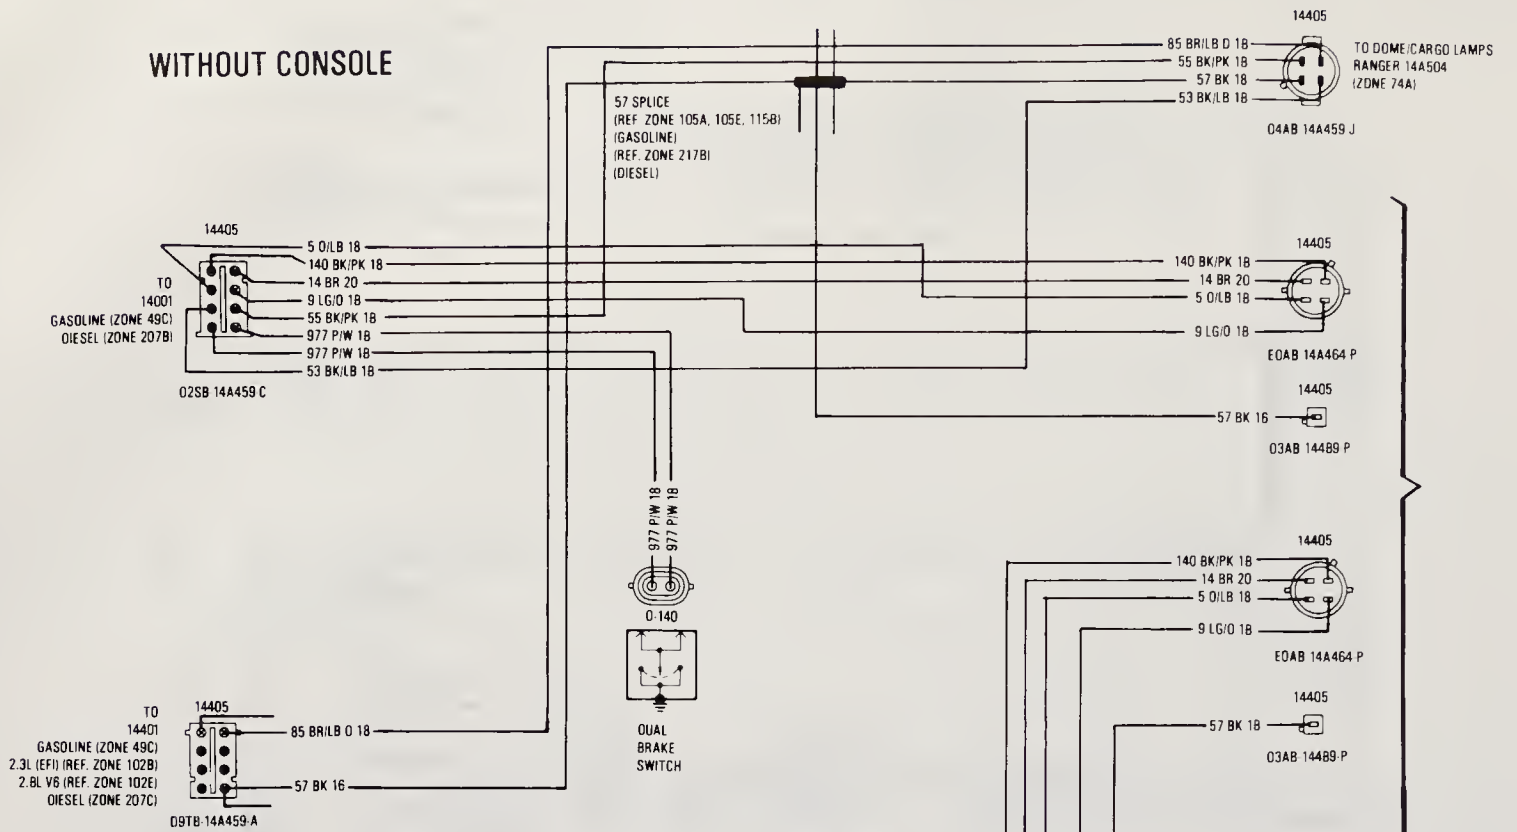 WITHOUT CONSOLE
14405
85 BR/LB D 18
55 BK/PK 18
57 BK 18
53 BK/LB 18
TO DOME/CARGO LAMPS
RANGER 14A504
(ZONE 74A)
04AB 14A459 J
57 SPLICE
(REF. ZONE 105A, 105E, 115B)
(GASOLINE)
(REF. ZONE 217B)
(DIESEL)
14405
TO
14001
GASOLINE (ZONE 49C)
DIESEL (ZONE 207B)
02SB 14A459 C
5 O/LB 18
140 BK/PK 18
14 BR 20
9 LG/O 18
55 BK/PK 18
977 P/W 18
977 P/W 18
53 BK/LB 18
14405
140 BK/PK 18
14 BR 20
5 O/LB 18
9 LG/O 18
E0AB 14A464 P
14405
57 BK 16
03AB 14489 P
977 P/W 18
977 P/W 18
0-140
DUAL
BRAKE
SWITCH
14405
140 BK/PK 18
14 BR 20
5 O/LB 18
9 LG/O 18
E0AB 14A464-P
14405
57 BK 18
03AB-14489-P
14405
TO
14401
GASOLINE (ZONE 49C)
2.3L (EFI) (REF. ZONE 102B)
2.8L V6 (REF. ZONE 102E)
DIESEL (ZONE 207C)
D9TB-14A459-A
85 BR/LB D 18
57 BK 16